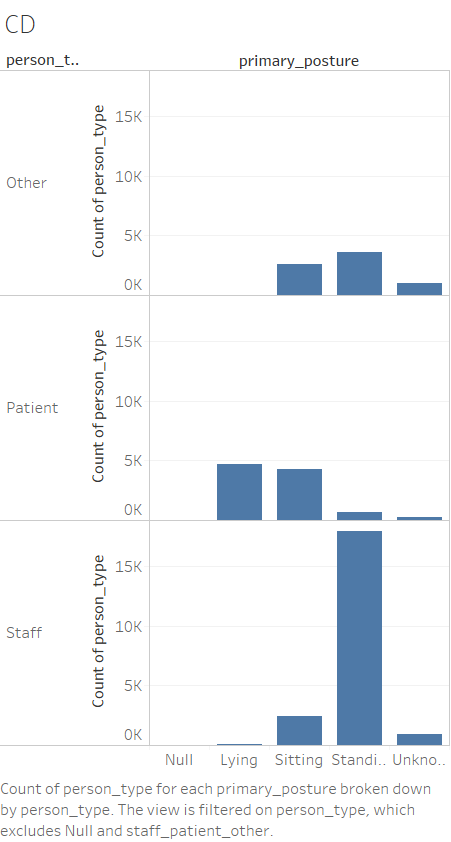 CD
person_t.. primary_posture
Other
Count of person_type
15K
10K
5K
0K
Patient
Count of person_type
15K
10K
5K
0K
Staff
Count of person_type
15K
10K
5K
0K
Null Lying Sitting Standi.. Unkno..
Count of person_type for each primary_posture broken down
by person_type. The view is filtered on person_type, which
excludes Null and staff_patient_other.